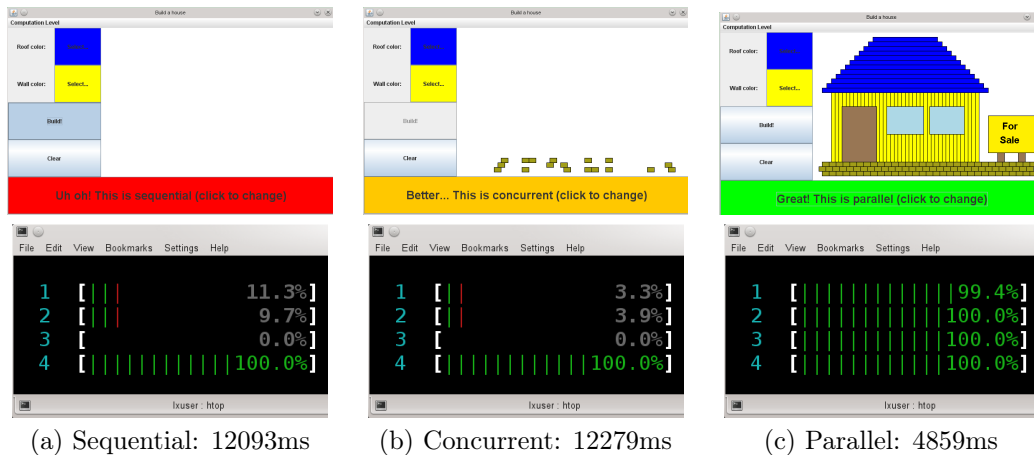 Build a house
Computation Level
Roof color: Select...
Wall color: Select...
Build!
Clear
Uh oh! This is sequential (click to change)
File Edit View Bookmarks Settings Help
1 [||| 11.3%]
2 [||| 9.7%]
3 [ 0.0%]
4 [||||||||||||100.0%]
lxuser : htop
(a) Sequential: 12093ms
Build a house
Computation Level
Roof color: Select...
Wall color: Select...
Build!
Clear
Better... This is concurrent (click to change)
File Edit View Bookmarks Settings Help
1 [|| 3.3%]
2 [|| 3.9%]
3 [ 0.0%]
4 [||||||||||||100.0%]
lxuser : htop
(b) Concurrent: 12279ms
Build a house
Computation Level
Roof color: Select...
Wall color: Select...
Build!
Clear
For
Sale
Great! This is parallel (click to change)
File Edit View Bookmarks Settings Help
1 [|||||||||||||99.4%]
2 [||||||||||||100.0%]
3 [||||||||||||100.0%]
4 [||||||||||||100.0%]
lxuser : htop
(c) Parallel: 4859ms